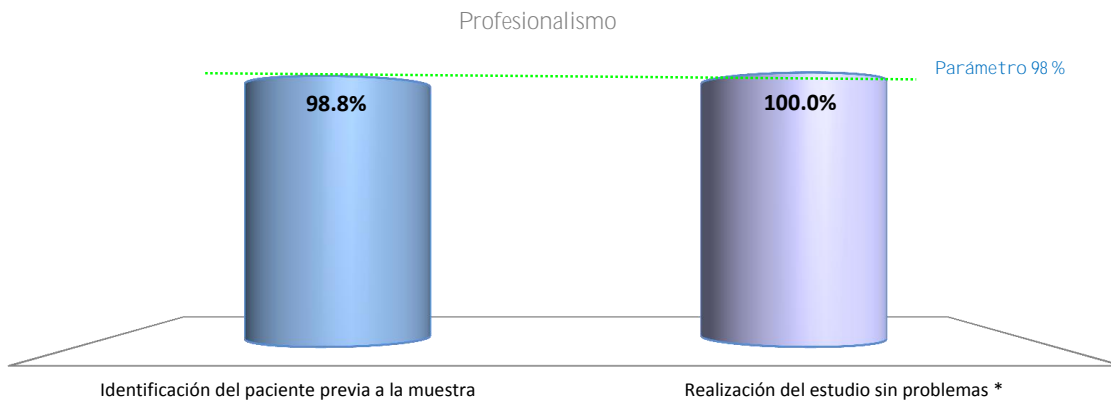 Profesionalismo
Parámetro 98 %
98.8%
100.0%
Identificación del paciente previa a la muestra
Realización del estudio sin problemas *